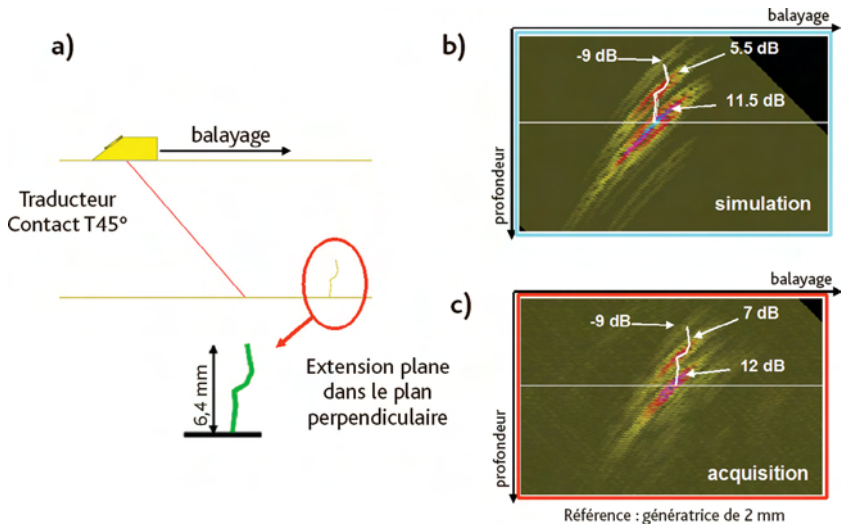 a)
balayage
Traducteur
Contact T45°
6,4 mm
Extension plane
dans le plan
perpendiculaire
b)
balayage
profondeur
-9 dB
5.5 dB
11.5 dB
simulation
c)
balayage
profondeur
-9 dB
7 dB
12 dB
acquisition
Référence : génératrice de 2 mm